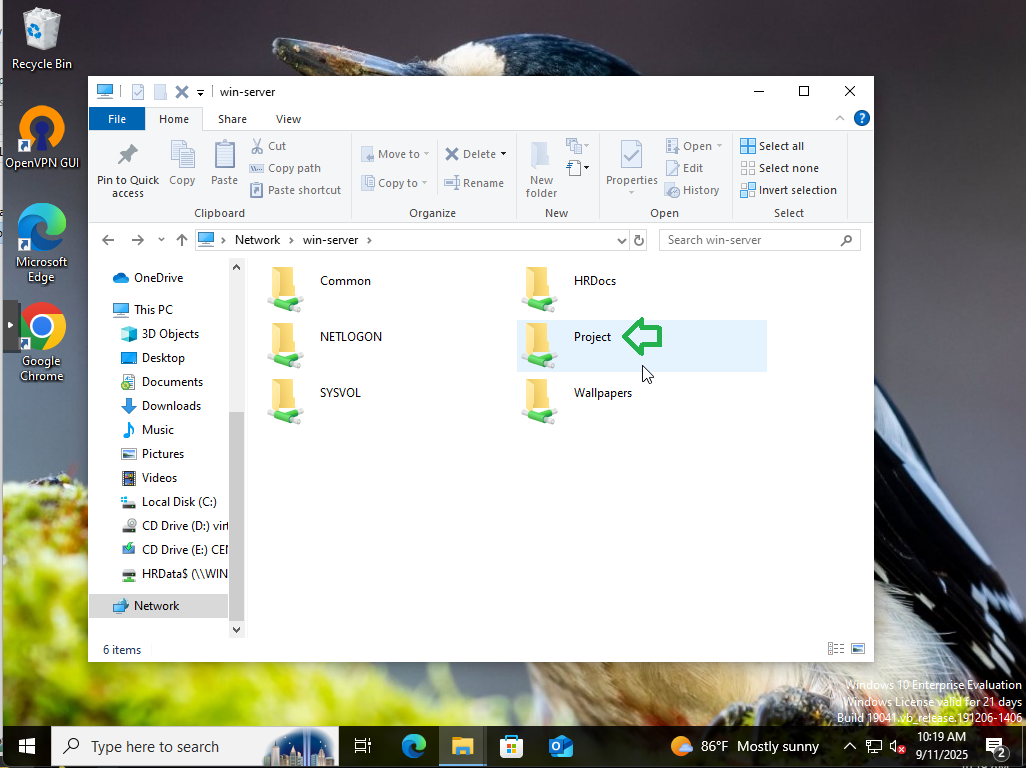 Recycle Bin
OpenVPN GUI
Microsoft
Edge
Google
Chrome
win-server
File Home Share View
Pin to Quick
access
Copy
Paste
Cut
Copy path
Paste shortcut
Clipboard
Move to
Copy to
Delete
Rename
Organize
New
folder
New
Properties
Open
Edit
History
Open
Select all
Select none
Invert selection
Select
Network > win-server >
Search win-server
OneDrive
This PC
3D Objects
Desktop
Documents
Downloads
Music
Pictures
Videos
Local Disk (C:)
CD Drive (D:) virt
CD Drive (E:) CEN
HRData$ (\\WIN
Network
Common
HRDocs
NETLOGON
Project
SYSVOL
Wallpapers
6 items
Windows 10 Enterprise Evaluation
Windows License valid for 21 days
Build 19041.vb_release.191206-1406
Type here to search
86°F Mostly sunny
10:19 AM
9/11/2025
2